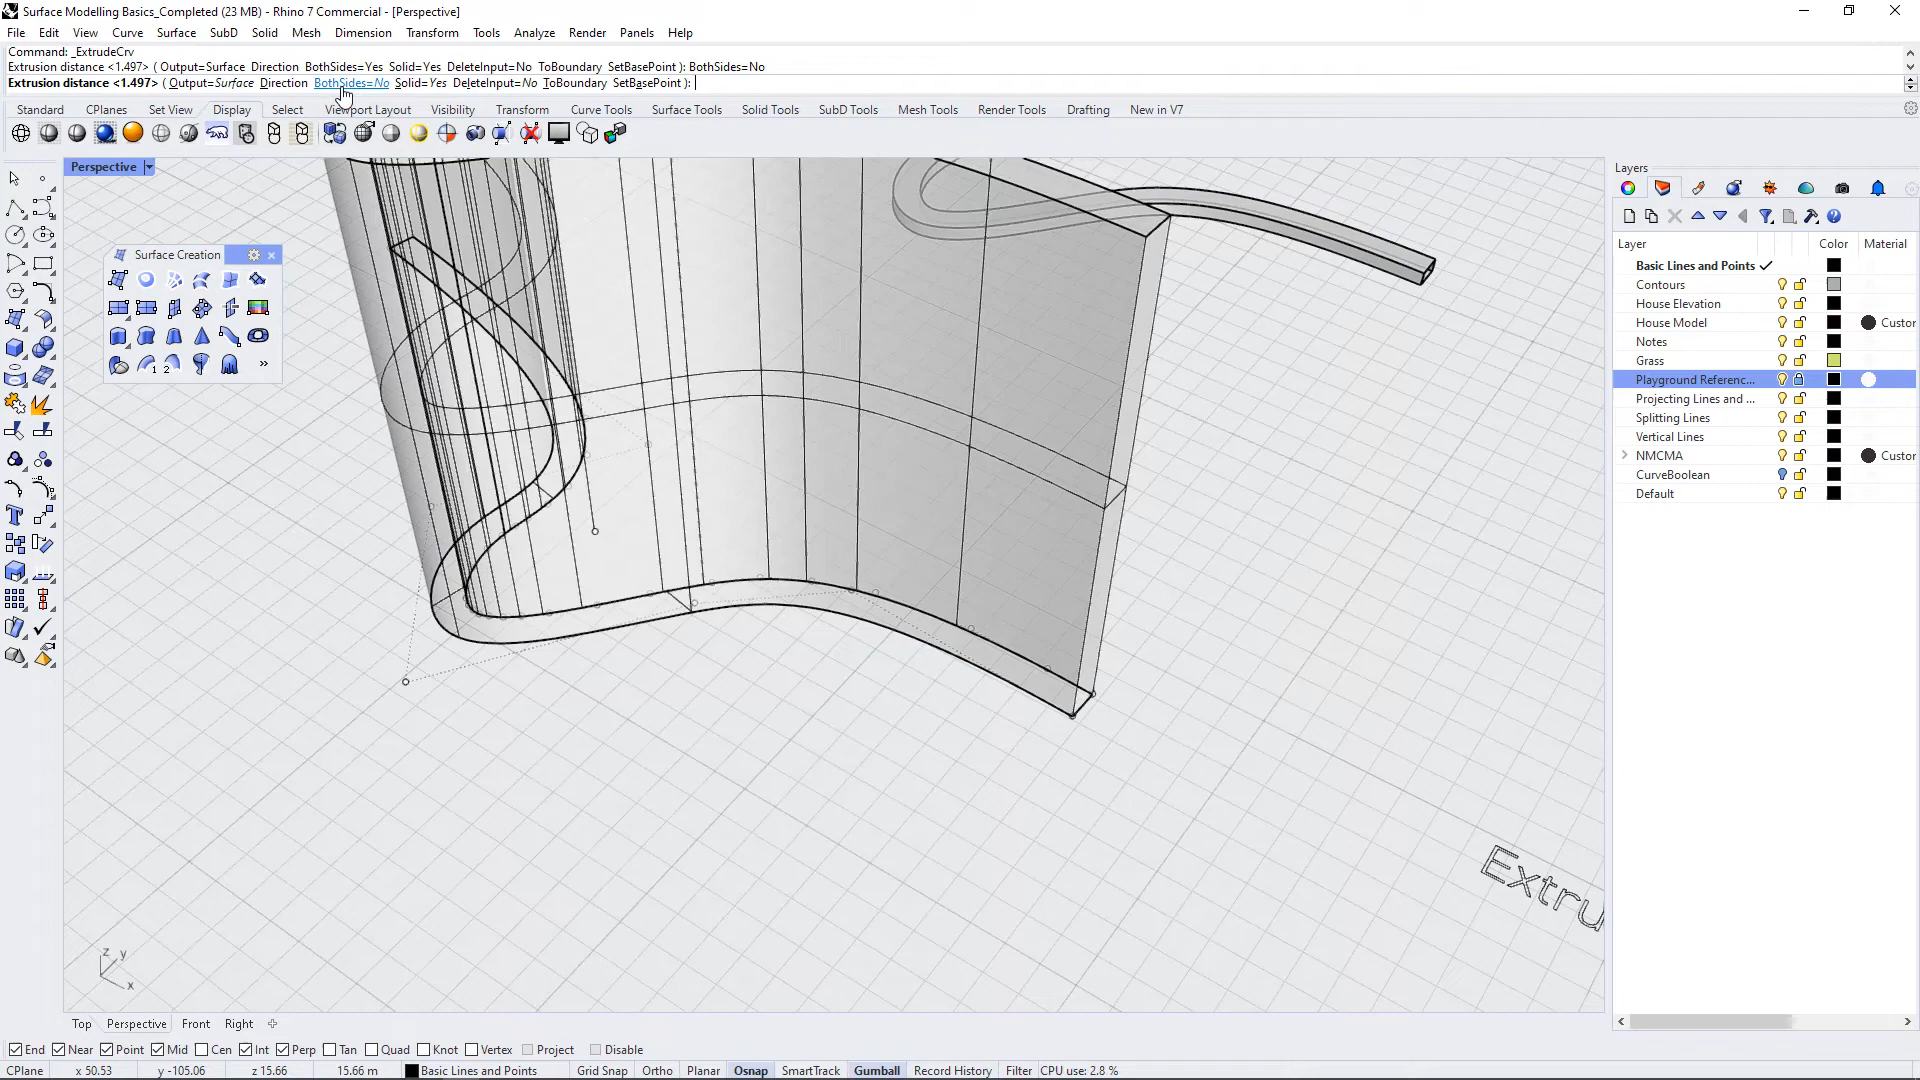 Surface Modelling Basics_Completed (23 MB) - Rhino 7 Commercial - [Perspective]
File Edit View Curve Surface SubD Solid Mesh Dimension Transform Tools Analyze Render Panels Help
Command: _ExtrudeCrv
Extrusion distance <1.497> ( Output=Surface Direction BothSides=Yes Solid=Yes DeleteInput=No ToBoundary SetBasePoint ): BothSides=No
Extrusion distance <1.497> ( Output=Surface Direction BothSides=No Solid=Yes DeleteInput=No ToBoundary SetBasePoint ):
Standard CPlanes Set View Display Select Viewport Layout Visibility Transform Curve Tools Surface Tools Solid Tools SubD Tools Mesh Tools Render Tools Drafting New in V7
Perspective
Surface Creation
1 2 »
Extru
z y
x
Layers
Layer Color Material
Basic Lines and Points
Contours
House Elevation
House Model Custor
Notes
Grass
Playground Referenc...
Projecting Lines and ...
Splitting Lines
Vertical Lines
NMCMA Custor
CurveBoolean
Default
Top Perspective Front Right
End Near Point Mid Cen Int Perp Tan Quad Knot Vertex Project Disable
CPlane x 50.53 y -105.06 z 15.66 15.66 m Basic Lines and Points Grid Snap Ortho Planar Osnap SmartTrack Gumball Record History Filter CPU use: 2.8 %